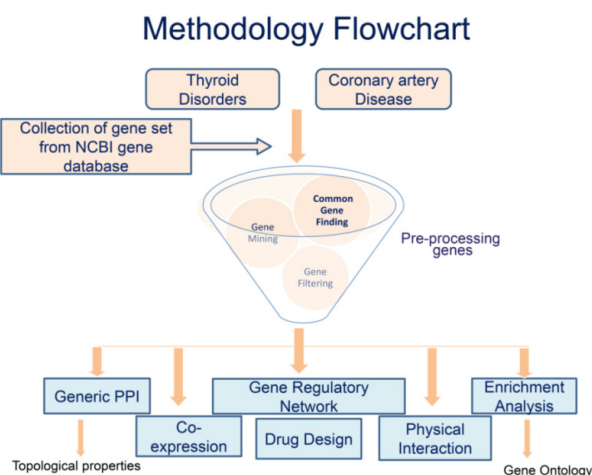 Methodology Flowchart
Thyroid
Disorders
Coronary artery
Disease
Collection of gene set
from NCBI gene
database
Common
Gene
Finding
Gene
Mining
Gene
Filtering
Pre-processing
genes
Generic PPI
Co-
expression
Gene Regulatory
Network
Drug Design
Physical
Interaction
Enrichment
Analysis
Topological properties
Gene Ontology